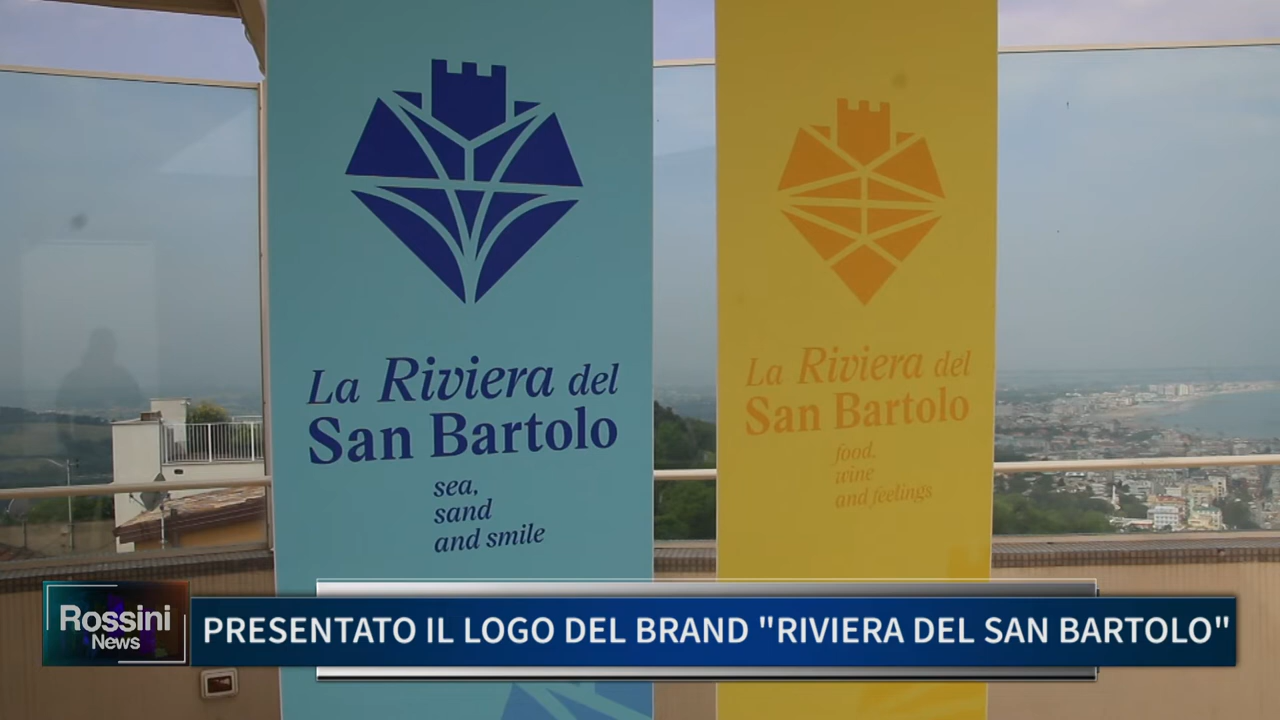 La Riviera del
San Bartolo
sea,
sand
and smile
La Riviera del
San Bartolo
food,
wine
and feelings
Rossini
News
PRESENTATO IL LOGO DEL BRAND "RIVIERA DEL SAN BARTOLO"